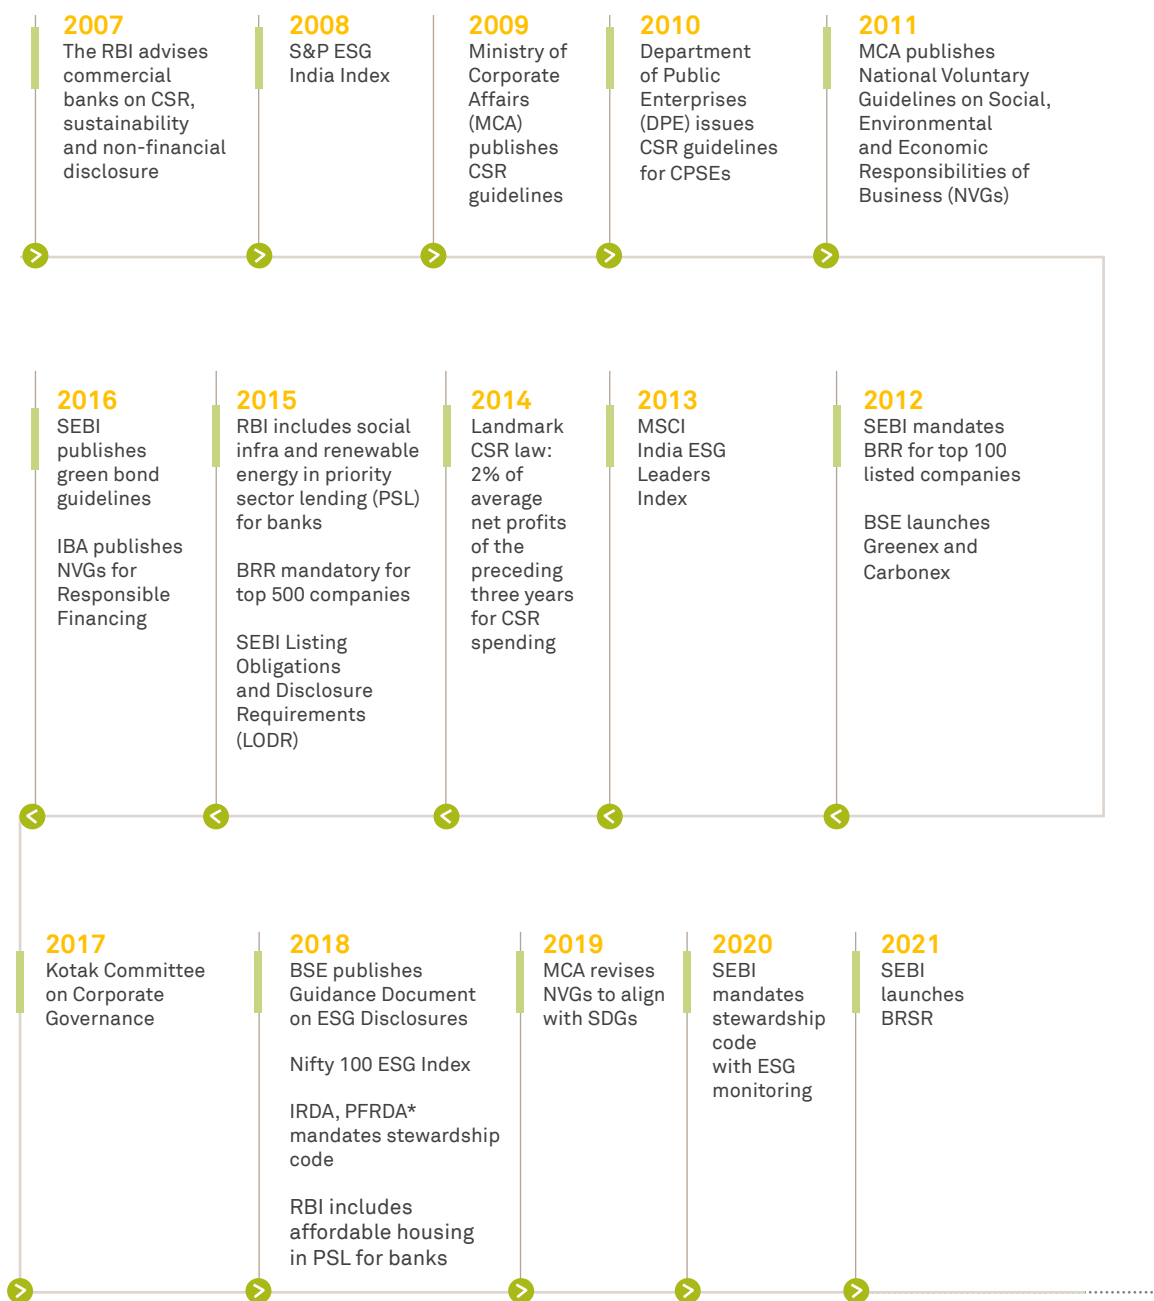 2007
The RBI advises
commercial
banks on CSR,
sustainability
and non-financial
disclosure
2008
S&P ESG
India Index
2009
Ministry of
Corporate
Affairs
(MCA)
publishes
CSR
guidelines
2010
Department
of Public
Enterprises
(DPE) issues
CSR guidelines
for CPSEs
2011
MCA publishes
National Voluntary
Guidelines on Social,
Environmental
and Economic
Responsibilities of
Business (NVGs)
2016
SEBI
publishes
green bond
guidelines
IBA publishes
NVGs for
Responsible
Financing
2015
RBI includes social
infra and renewable
energy in priority
sector lending (PSL)
for banks
BRR mandatory for
top 500 companies
SEBI Listing
Obligations
and Disclosure
Requirements
(LODR)
2014
Landmark
CSR law:
2% of
average
net profits
of the
preceding
three years
for CSR
spending
2013
MSCI
India ESG
Leaders
Index
2012
SEBI mandates
BRR for top 100
listed companies
BSE launches
Greenex and
Carbonex
2017
Kotak Committee
on Corporate
Governance
2018
BSE publishes
Guidance Document
on ESG Disclosures
Nifty 100 ESG Index
IRDA, PFRDA*
mandates stewardship
code
RBI includes
affordable housing
in PSL for banks
2019
MCA revises
NVGs to align
with SDGs
2020
SEBI
mandates
stewardship
code
with ESG
monitoring
2021
SEBI
launches
BRSR